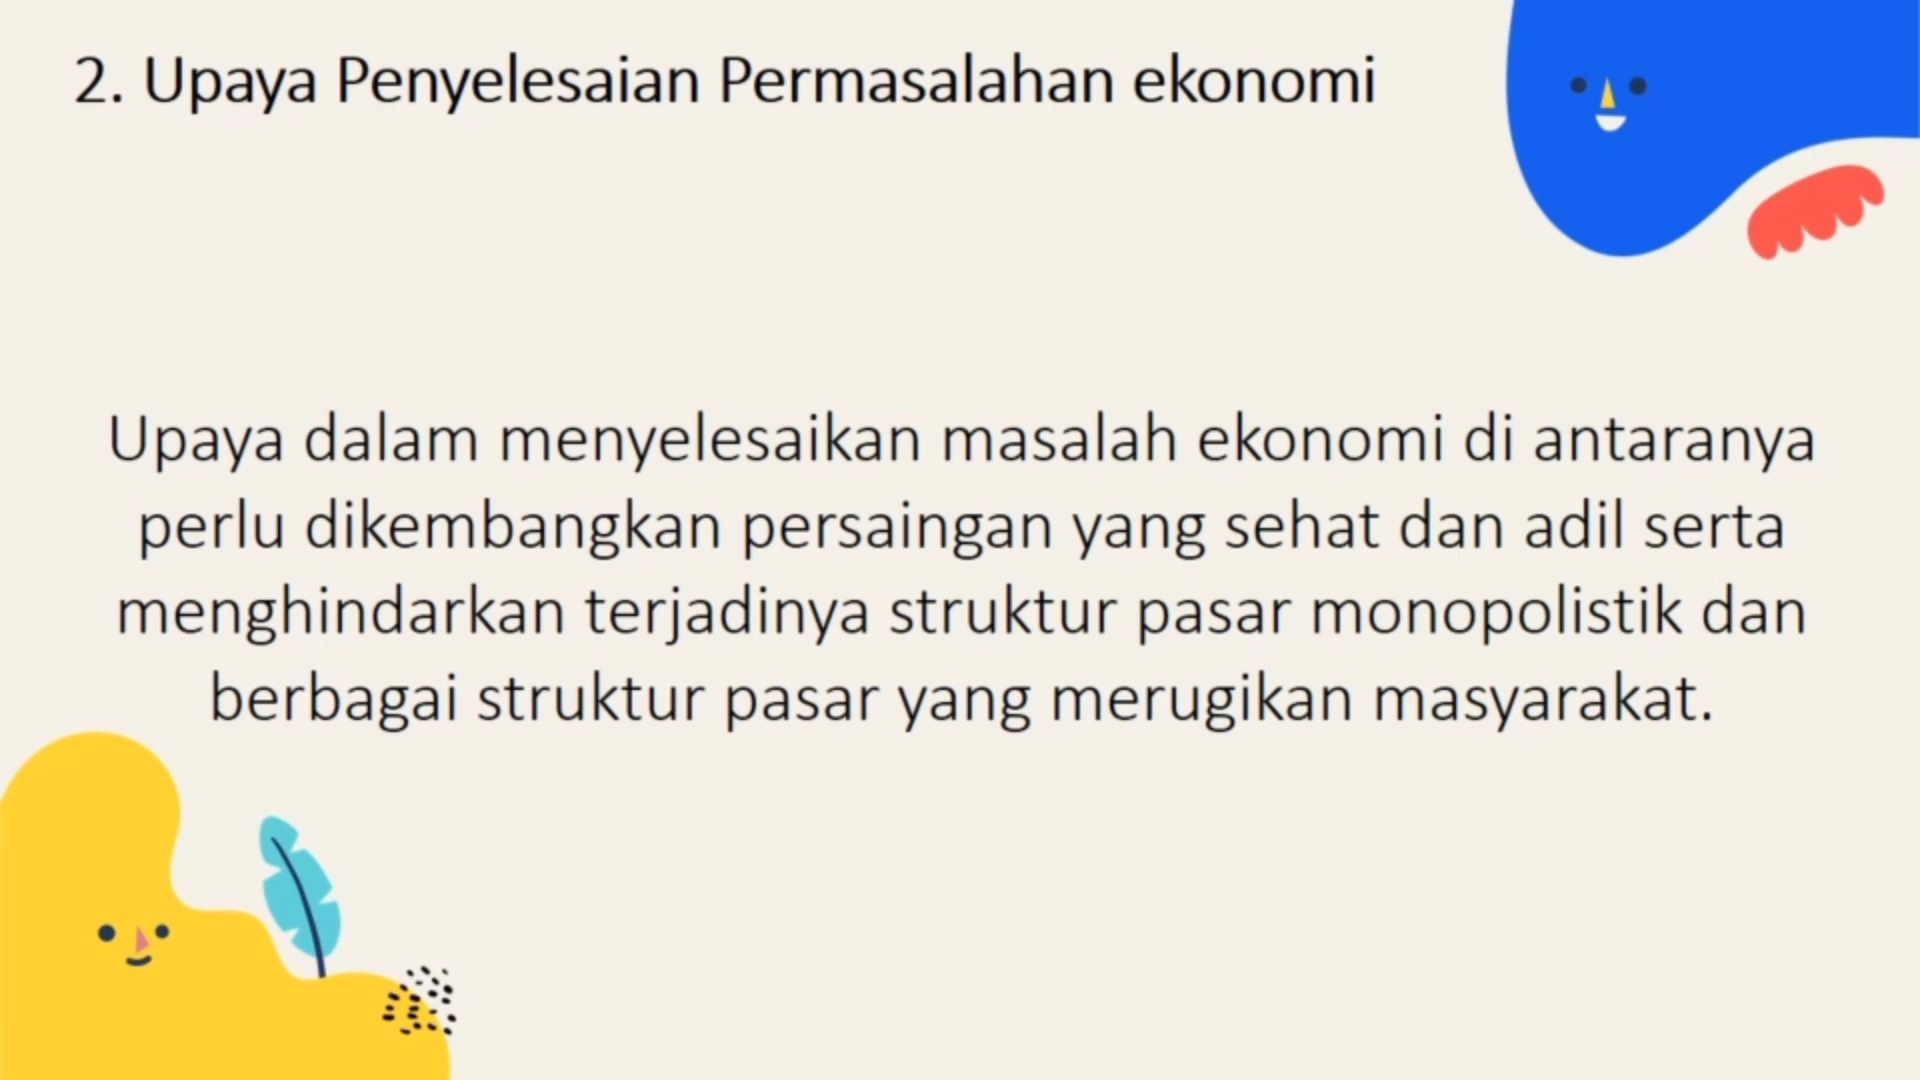 2. Upaya Penyelesaian Permasalahan ekonomi
Upaya dalam menyelesaikan masalah ekonomi di antaranya
perlu dikembangkan persaingan yang sehat dan adil serta
menghindarkan terjadinya struktur pasar monopolistik dan
berbagai struktur pasar yang merugikan masyarakat.